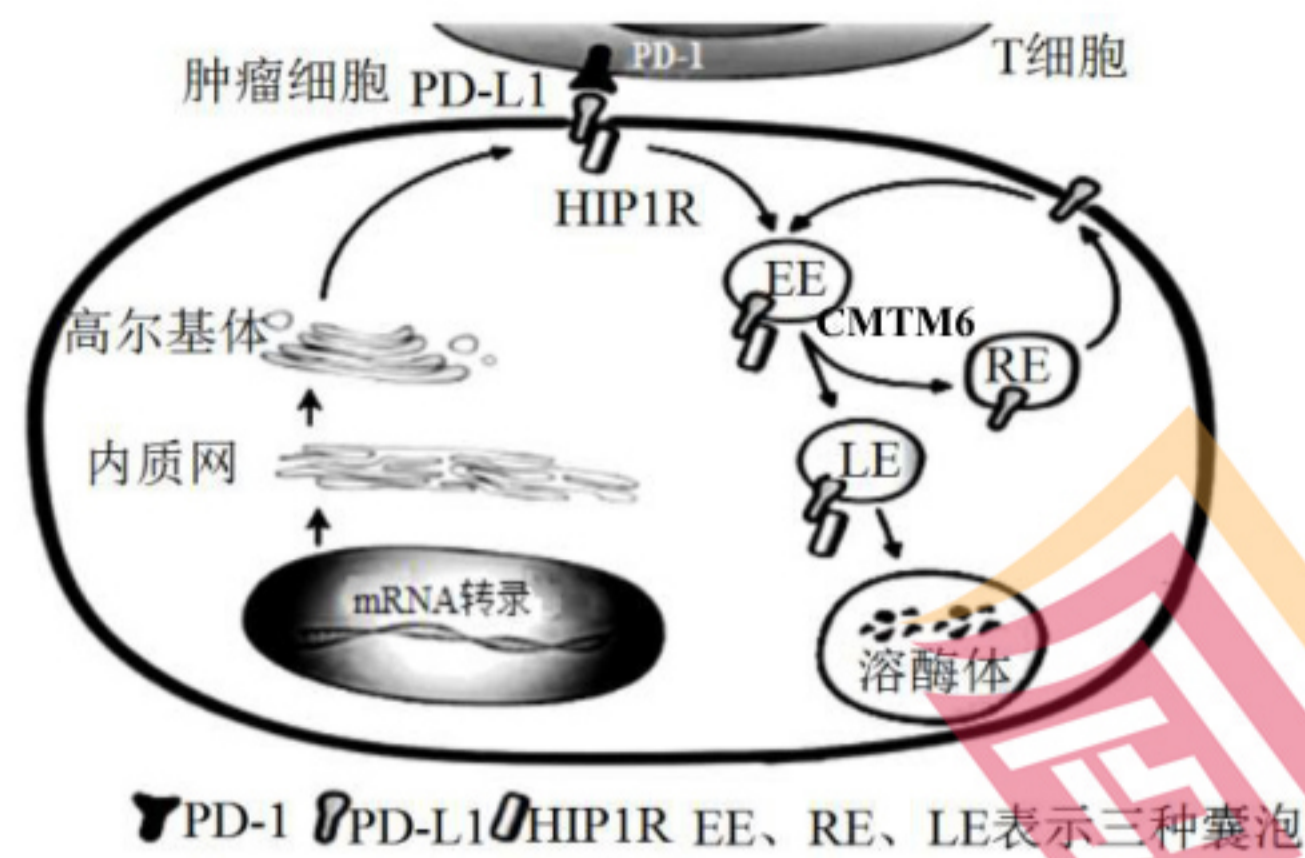 PD-1
T细胞
肿瘤细胞 PD-L1
HIP1R
EE
CMTM6
高尔基体
RE
内质网
LE
mRNA转录
溶酶体
PD-1 PD-L1 HIP1R EE、RE、LE表示三种囊泡